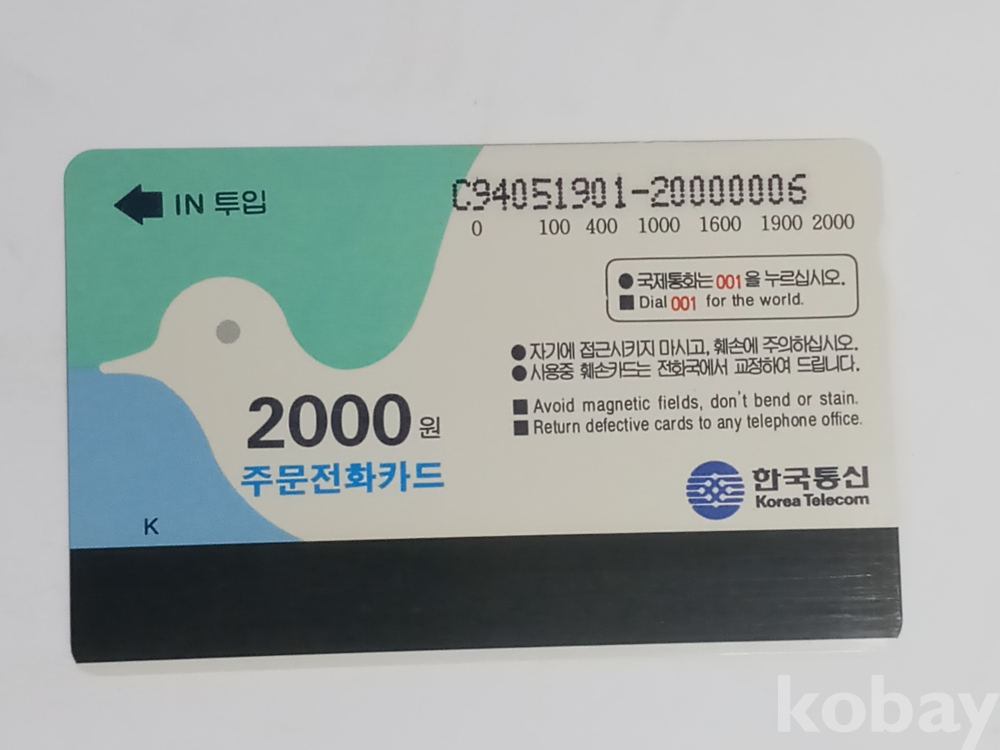 IN 투입
C94051901-20000006
0 100 400 1000 1600 1900 2000
● 국제통화는 001을 누르십시오.
■ Dial 001 for the world.
● 자기에 접근시키지 마시고, 훼손에 주의하십시오.
● 사용중 훼손카드는 전화국에서 교정하여 드립니다.
■ Avoid magnetic fields, don't bend or stain.
■ Return defective cards to any telephone office.
2000원
주문전화카드
한국통신
Korea Telecom
K
kobay